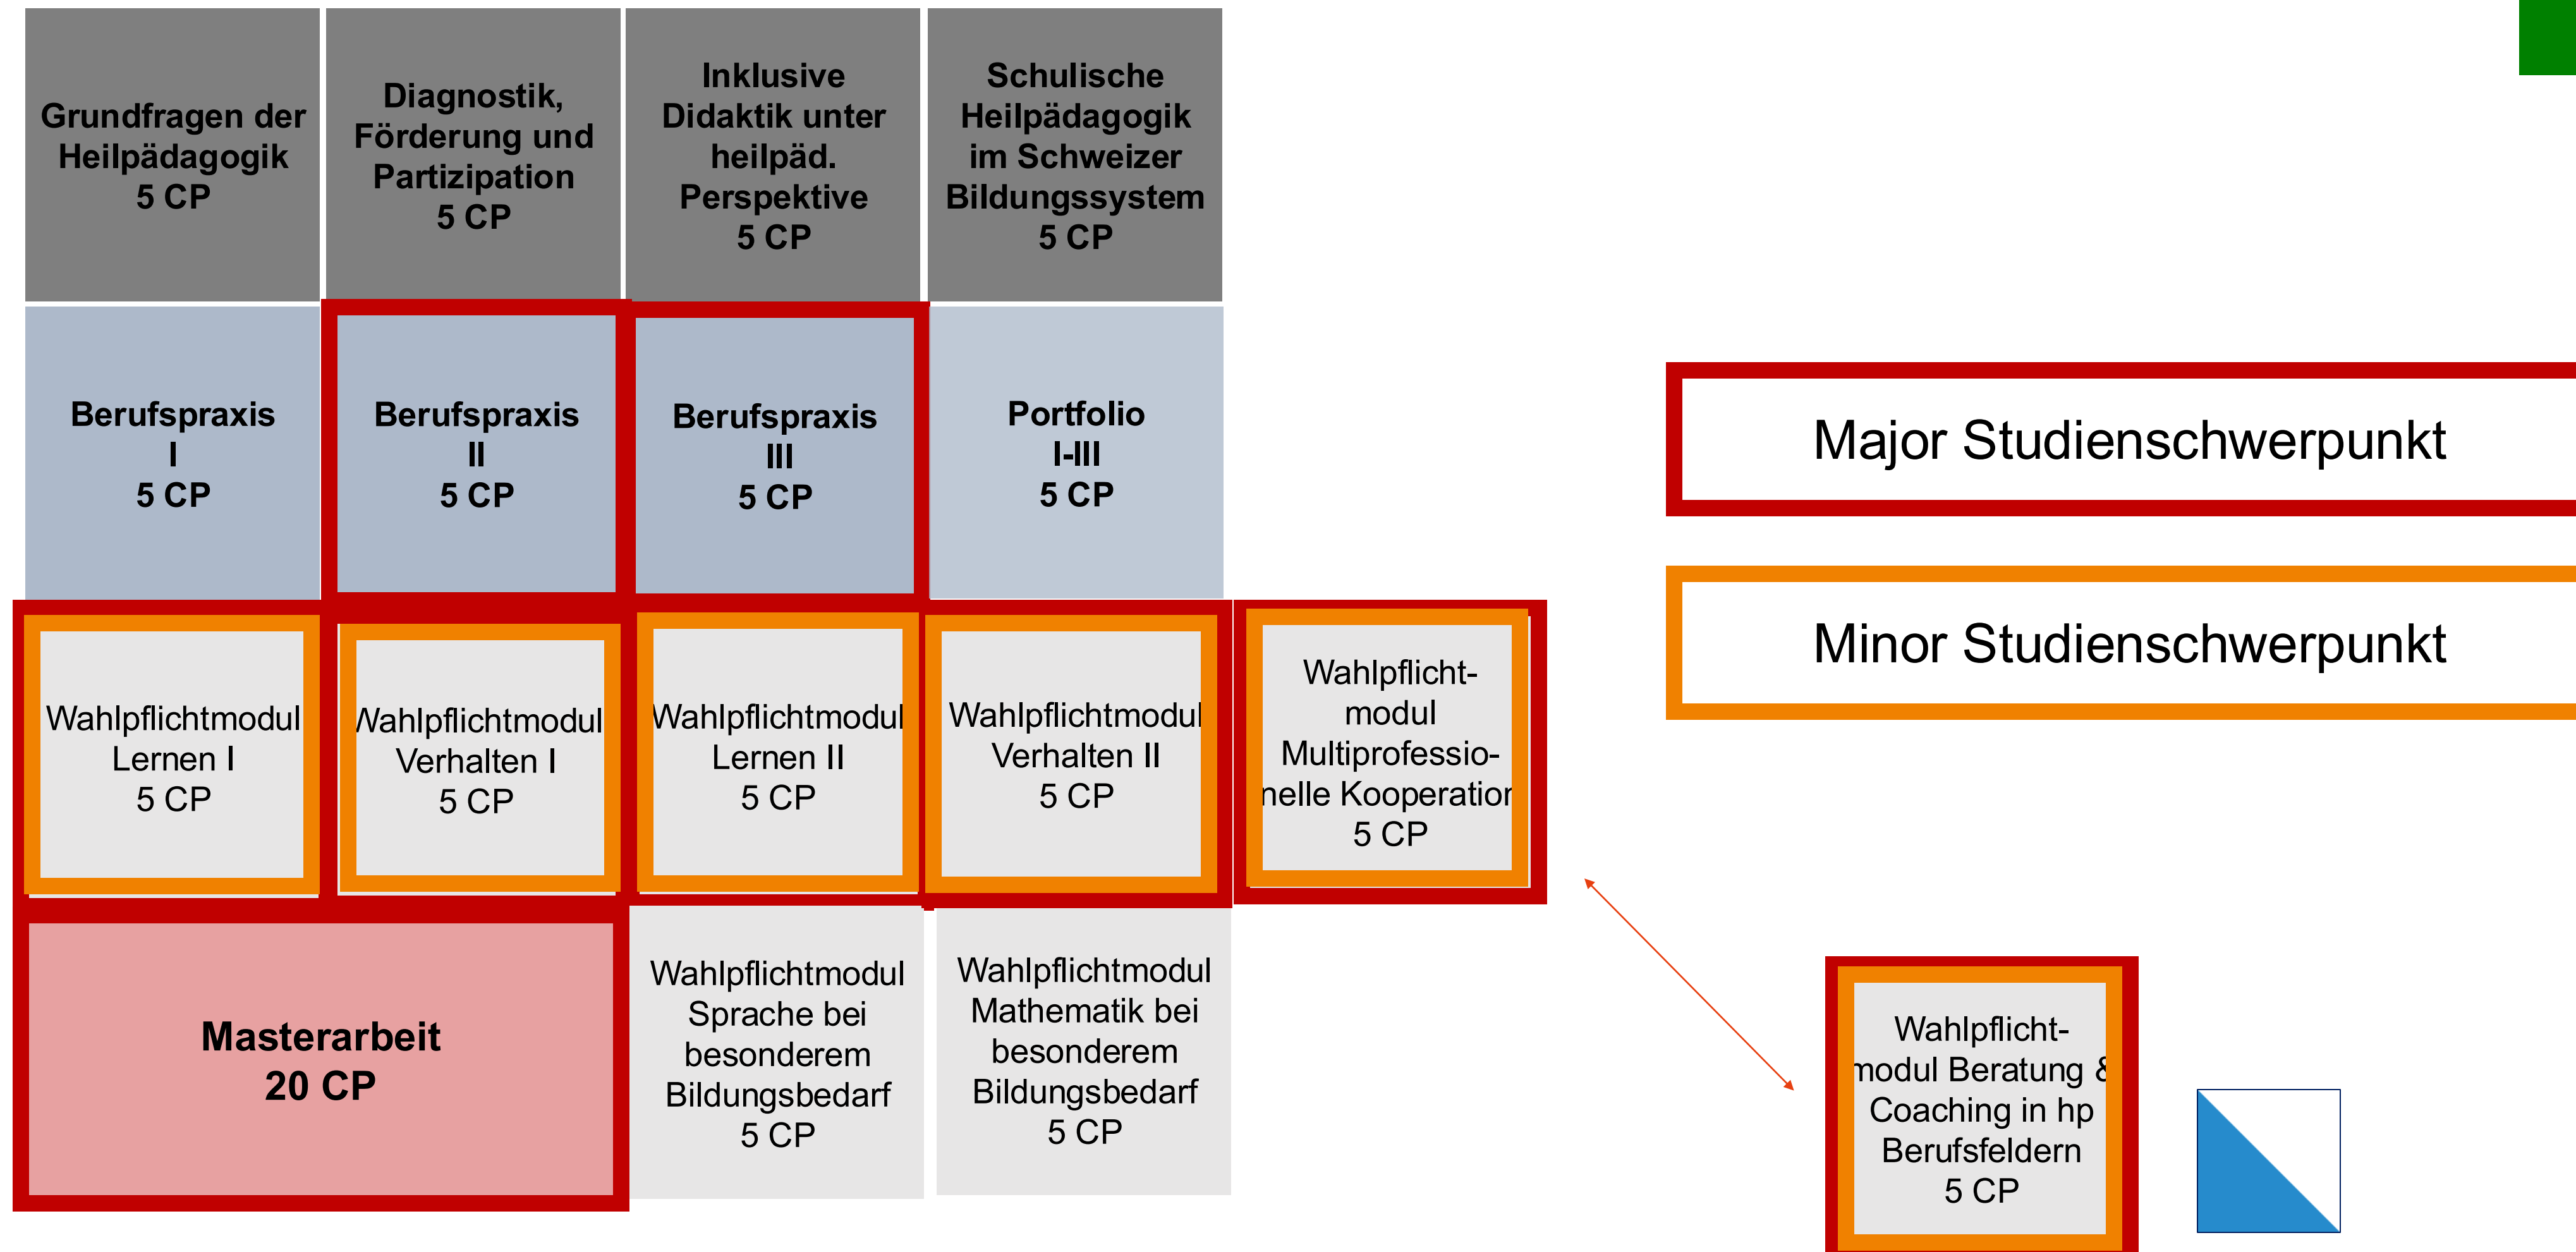 Grundfragen der
Heilpädagogik
5 CP
Diagnostik,
Förderung und
Partizipation
5 CP
Inklusive
Didaktik unter
heilpäd.
Perspektive
5 CP
Schulische
Heilpädagogik
im Schweizer
Bildungssystem
5 CP
Berufspraxis
I
5 CP
Berufspraxis
II
5 CP
Berufspraxis
III
5 CP
Portfolio
I-III
5 CP
Major Studienschwerpunkt
Minor Studienschwerpunkt
Wahlpflichtmodul
Lernen I
5 CP
Wahlpflichtmodul
Verhalten I
5 CP
Wahlpflichtmodul
Lernen II
5 CP
Wahlpflichtmodul
Verhalten II
5 CP
Wahlpflicht-
modul
Multiprofessio-
nelle Kooperation
5 CP
Masterarbeit
20 CP
Wahlpflichtmodul
Sprache bei
besonderem
Bildungsbedarf
5 CP
Wahlpflichtmodul
Mathematik bei
besonderem
Bildungsbedarf
5 CP
Wahlpflicht-
modul Beratung &
Coaching in hp
Berufsfeldern
5 CP